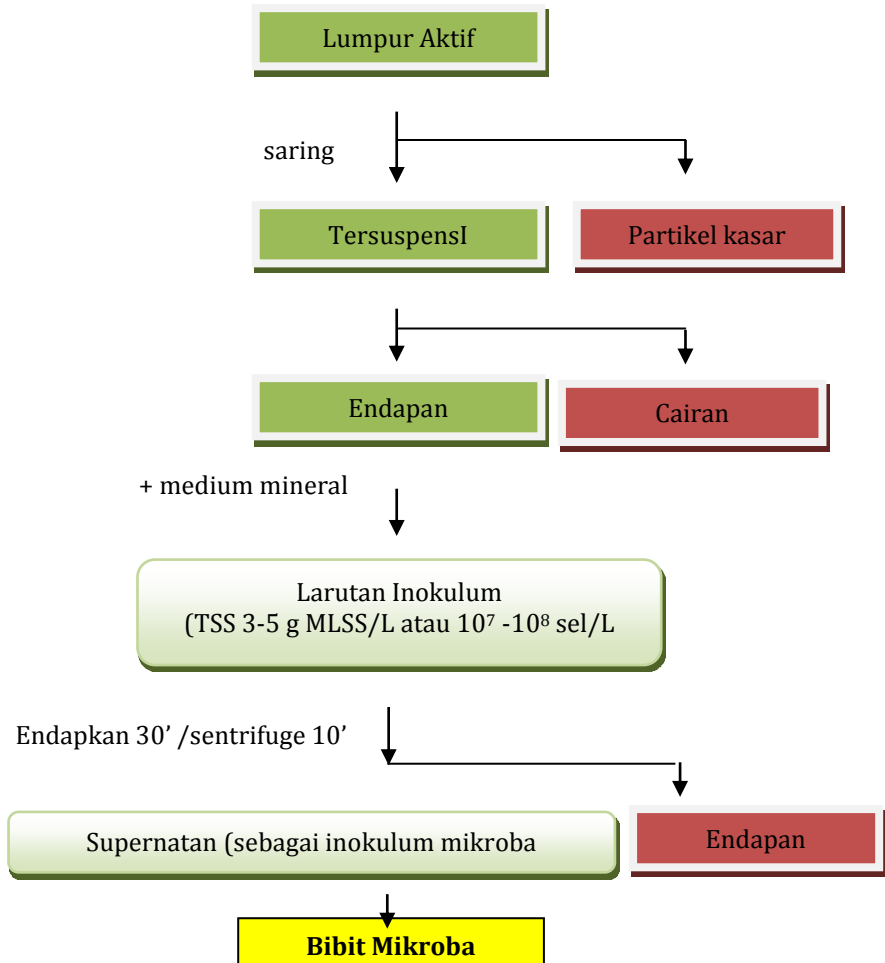 Lumpur Aktif
saring
TersuspensI
Partikel kasar
Endapan
Cairan
+ medium mineral
Larutan Inokulum
(TSS 3-5 g MLSS/L atau 10⁷ -10⁸ sel/L
Endapkan 30’ /sentrifuge 10’
Supernatan (sebagai inokulum mikroba
Endapan
Bibit Mikroba